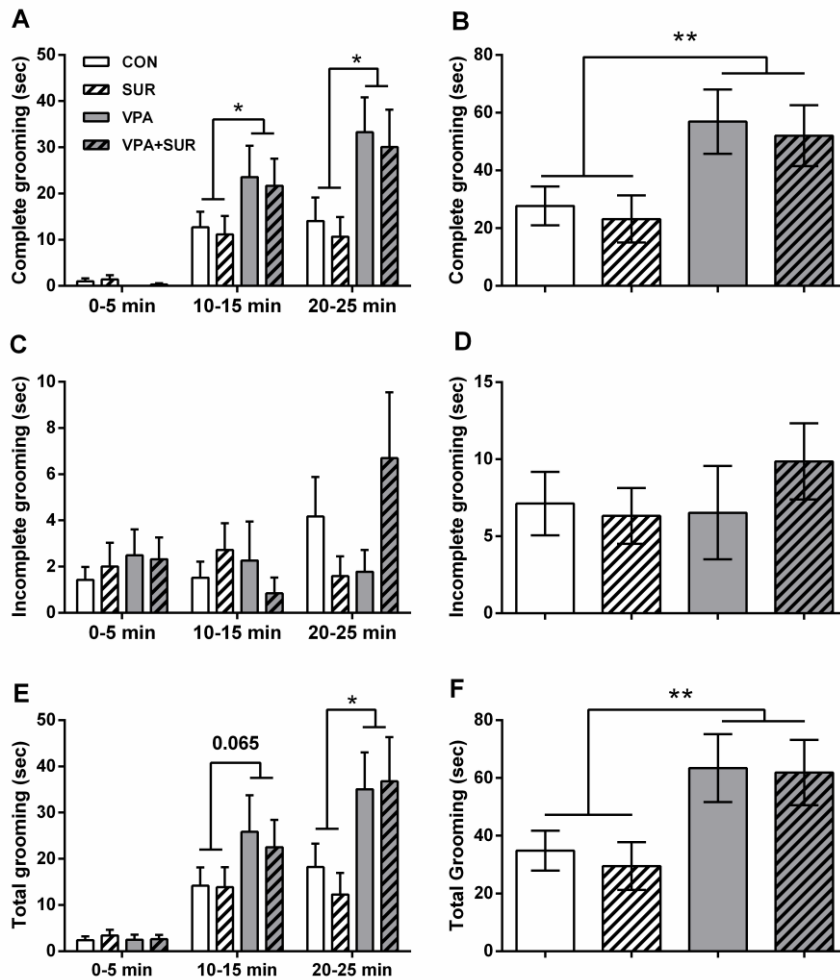 A
Complete grooming (sec)
50
40
30
20
10
0
CON
SUR
VPA
VPA+SUR
*
*
0-5 min
10-15 min
20-25 min
B
Complete grooming (sec)
80
60
40
20
0
**
C
Incomplete grooming (sec)
10
8
6
4
2
0
0-5 min
10-15 min
20-25 min
D
Incomplete grooming (sec)
15
10
5
0
E
Total grooming (sec)
50
40
30
20
10
0
0.065
*
0-5 min
10-15 min
20-25 min
F
Total Grooming (sec)
80
60
40
20
0
**